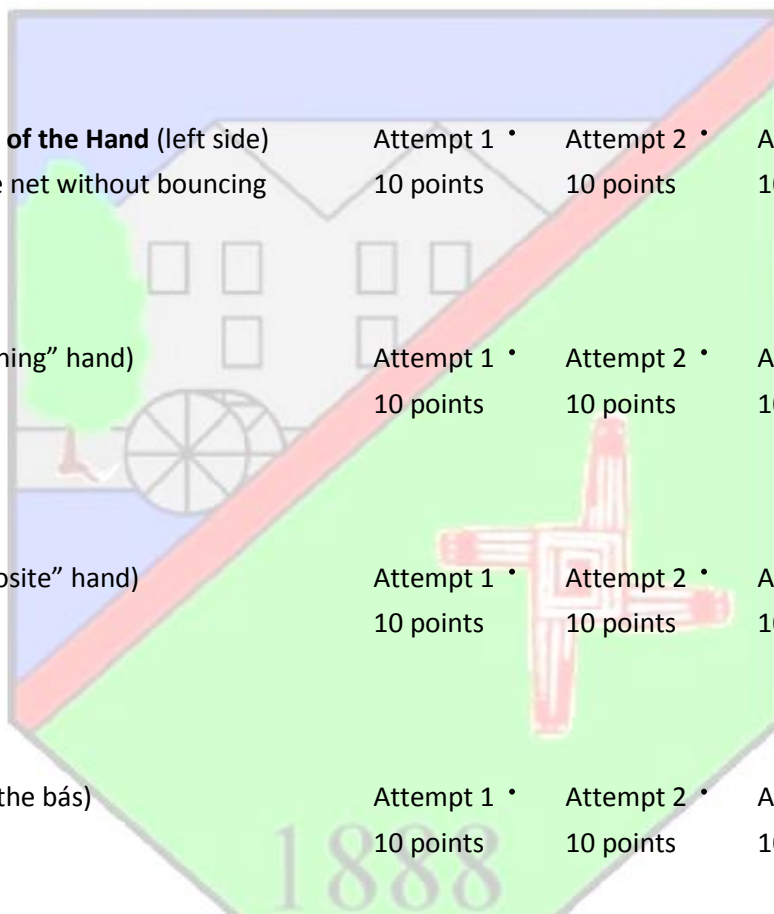 of the Hand (left side) Attempt 1 • Attempt 2 •
net without bouncing 10 points 10 points
hand) Attempt 1 • Attempt 2 •
10 points 10 points
hand) Attempt 1 • Attempt 2 •
10 points 10 points
the bás) Attempt 1 • Attempt 2 •
10 points 10 points
1888